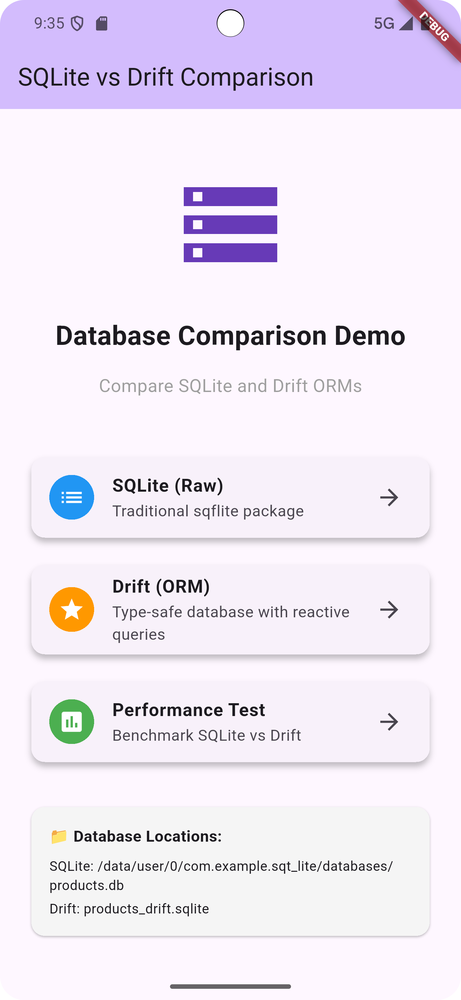 9:35
5G
DEBUG
SQLite vs Drift Comparison
Database Comparison Demo
Compare SQLite and Drift ORMs
SQLite (Raw)
Traditional sqflite package
Drift (ORM)
Type-safe database with reactive
queries
Performance Test
Benchmark SQLite vs Drift
📁 Database Locations:
SQLite: /data/user/0/com.example.sqt_lite/databases/
products.db
Drift: products_drift.sqlite